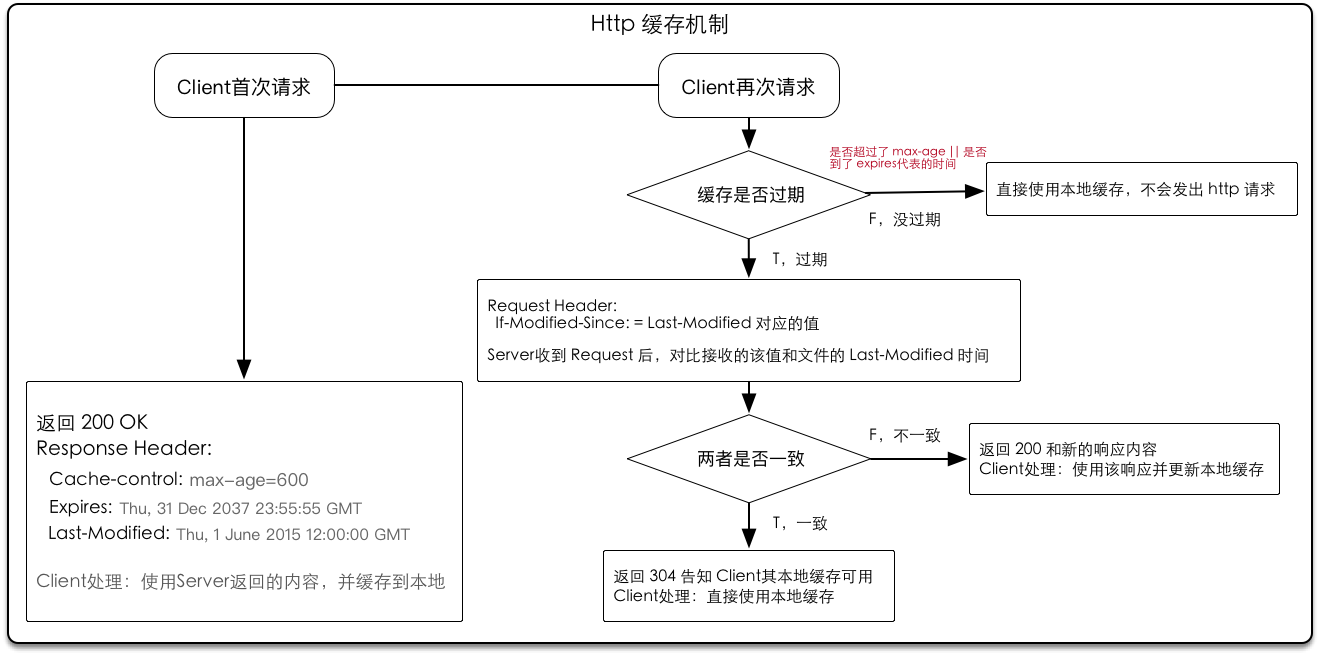 Http 缓存机制
Client首次请求
Client再次请求
是否超过了 max-age || 是否
到了 expires代表的时间
缓存是否过期
直接使用本地缓存，不会发出 http 请求
F，没过期
T，过期
Request Header:
If-Modified-Since: = Last-Modified 对应的值
Server收到 Request 后，对比接收的该值和文件的 Last-Modified 时间
返回 200 OK
Response Header:
Cache-control: max-age=600
Expires: Thu, 31 Dec 2037 23:55:55 GMT
Last-Modified: Thu, 1 June 2015 12:00:00 GMT
Client处理：使用Server返回的内容，并缓存到本地
两者是否一致
F，不一致
返回 200 和新的响应内容
Client处理：使用该响应并更新本地缓存
T，一致
返回 304 告知 Client其本地缓存可用
Client处理：直接使用本地缓存